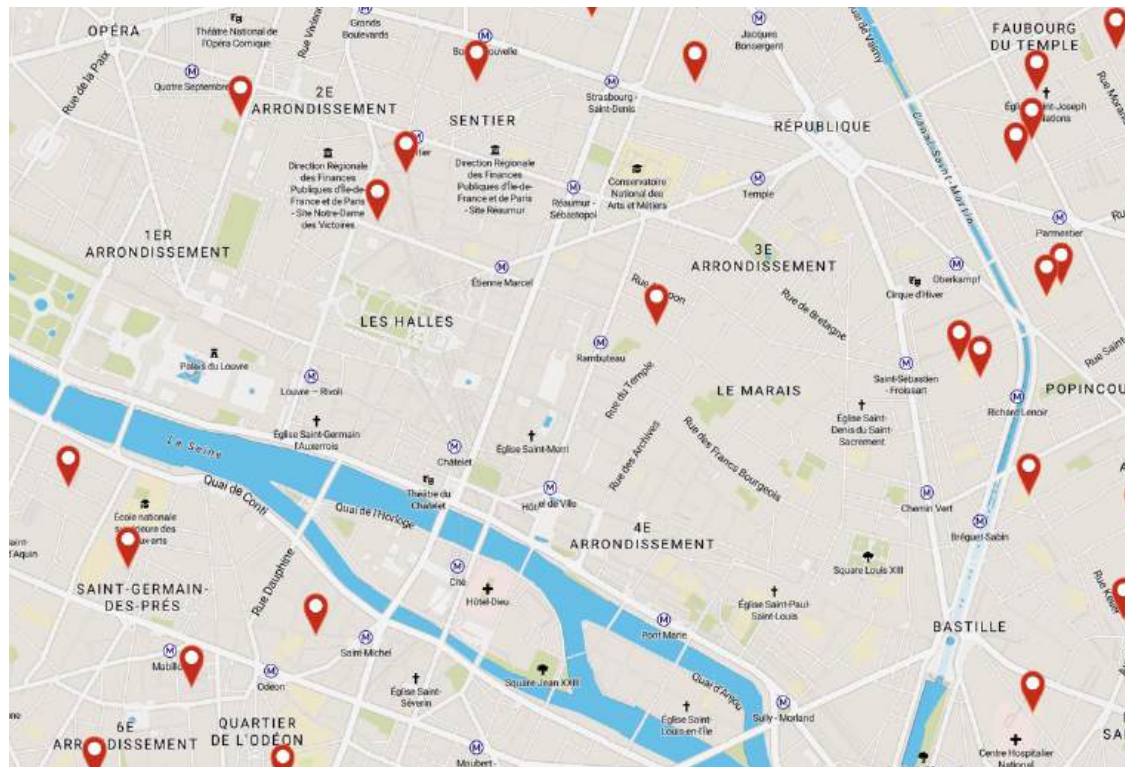 OPÉRA
Théâtre National de
l'Opéra Comique
Grands
Boulevards
Rue de la Paix
Quatre Septembre
2E
ARRONDISSEMENT
SENTIER
Strasbourg -
Saint-Denis
Jacques
Bonsergent
FAUBOURG
DU TEMPLE
Canal Saint-Martin
RÉPUBLIQUE
Direction Régionale
des Finances
Publiques d'Île-de-
France et de Paris
- Site Notre-Dame
des Victoires
Direction Régionale
des Finances
Publiques d'Île-de-
France et de Paris
- Site Réaumur
Réaumur -
Sébastopol
Conservatoire
National des
Arts et Métiers
Temple
Parmentier
1ER
ARRONDISSEMENT
Étienne Marcel
3E
ARRONDISSEMENT
Oberkampf
Cirque d'Hiver
Rue de Bretagne
LES HALLES
Palais du Louvre
Louvre – Rivoli
Rambuteau
Rue du Temple
LE MARAIS
Saint-Sébastien
- Froissart
Richard Lenoir
Église Saint-Germain
l'Auxerrois
Église Saint-Merri
Église Saint-
Denis du Saint-
Sacrement
Rue des Archives
Rue des Francs Bourgeois
La Seine
Châtelet
Théâtre du
Châtelet
Quai de Conti
Quai de l'Horloge
Chemin Vert
Bréguet-Sabin
École nationale
4E
ARRONDISSEMENT
Square Louis XIII
SAINT-GERMAIN-
DES-PRÉS
Rue Dauphine
Cité
Hôtel-Dieu
Église Saint-Paul-
Saint-Louis
Pont Marie
BASTILLE
Rue Keller
Saint-Michel
Odéon
Église Saint-
Séverin
Square Jean XXIII
Quai d'Anjou
Église Saint-
Louis-en-l'Île
Sully - Morland
6E
QUARTIER
DE L'ODÉON
Maubert -
Centre Hospitalier
National